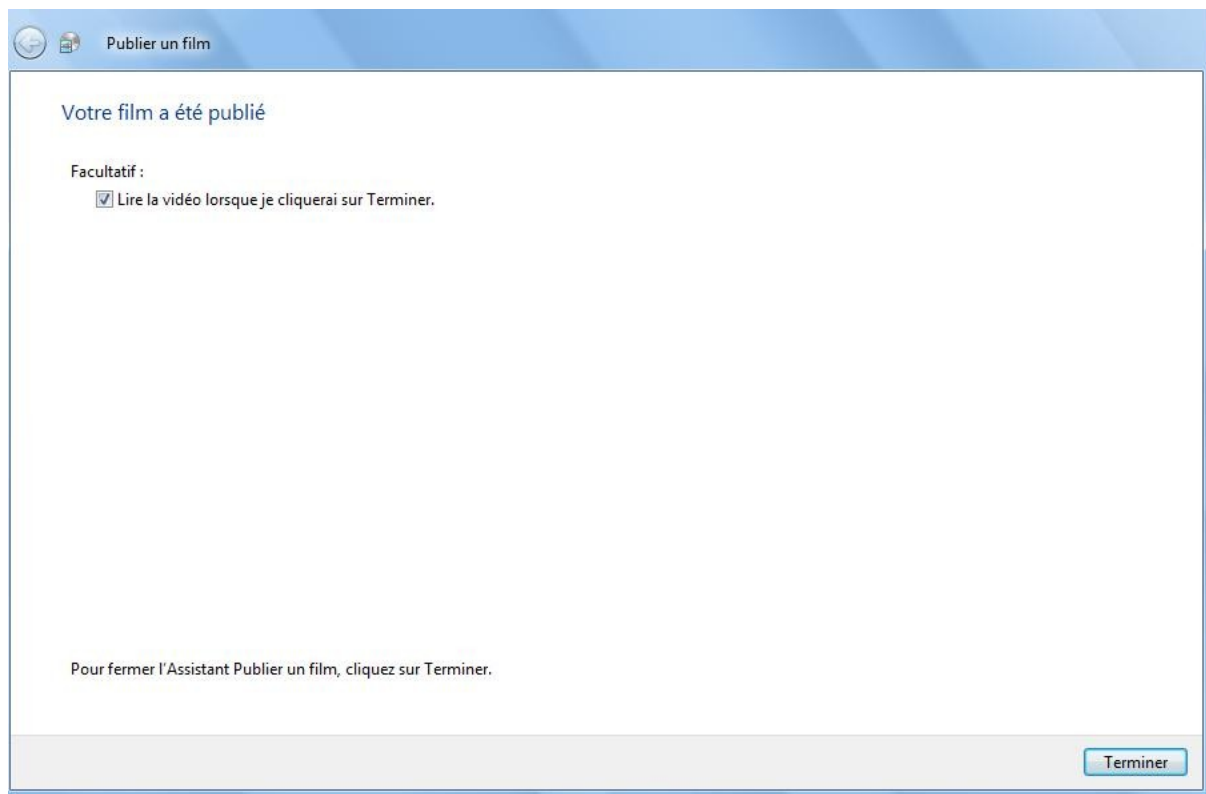 Publier un film
Votre film a été publié
Facultatif :
Lire la vidéo lorsque je cliquerai sur Terminer.
Pour fermer l'Assistant Publier un film, cliquez sur Terminer.
Terminer